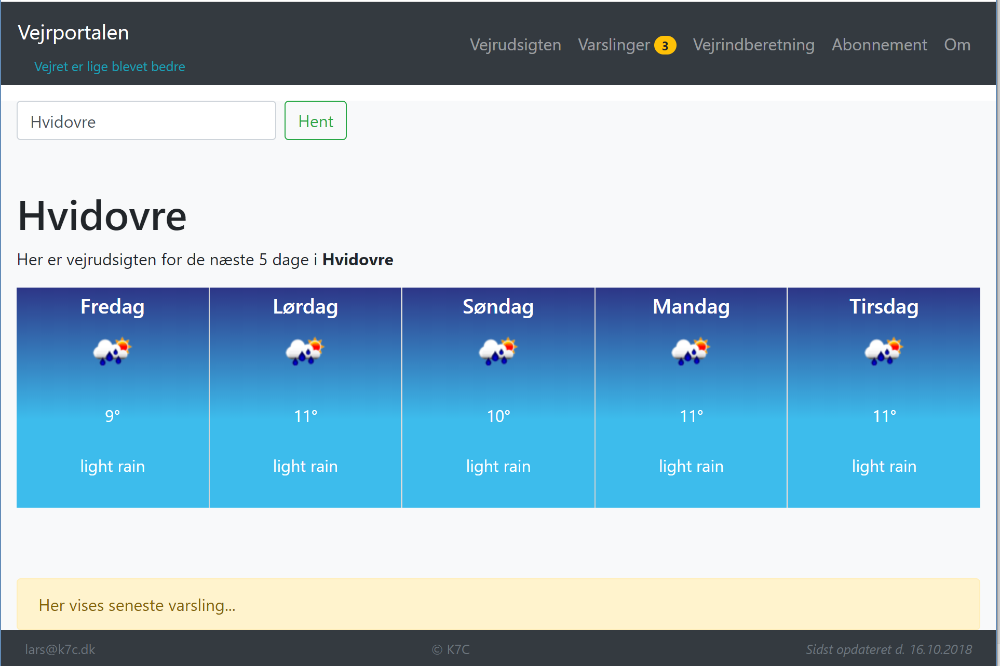 Vejrportalen
Vejret er lige blevet bedre
Vejrudsigten Varslinger 3 Vejrindberetning Abonnement Om
Hvidovre Hent
Hvidovre
Her er vejrudsigten for de næste 5 dage i Hvidovre
Fredag Lørdag Søndag Mandag Tirsdag
9° 11° 10° 11° 11°
light rain light rain light rain light rain light rain
Her vises seneste varsling...
lars@k7c.dk © K7C Sidst opdateret d. 16.10.2018